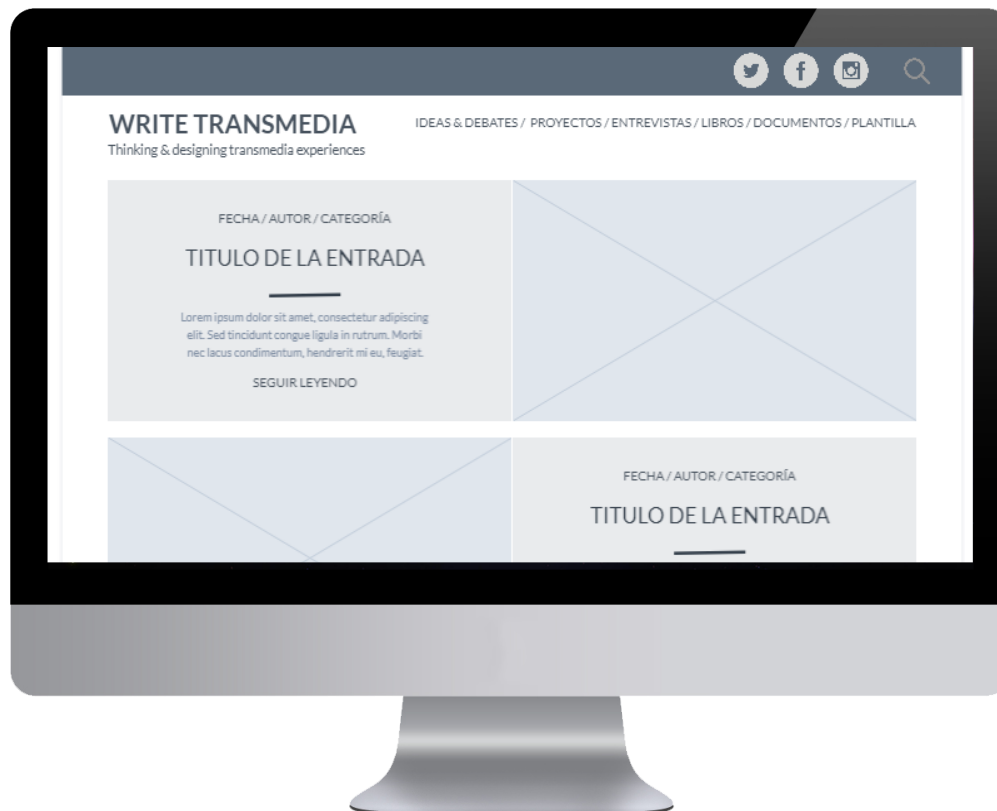 WRITE TRANSMEDIA
Thinking & designing transmedia experiences
IDEAS & DEBATES / PROYECTOS / ENTREVISTAS / LIBROS / DOCUMENTOS / PLANTILLA
FECHA / AUTOR / CATEGORÍA
TITULO DE LA ENTRADA
Lorem ipsum dolor sit amet, consectetur adipiscing
elit. Sed tincidunt congue ligula in rutrum. Morbi
nec lacus condimentum, hendrerit mi eu, feugiat.
SEGUIR LEYENDO
FECHA / AUTOR / CATEGORÍA
TITULO DE LA ENTRADA